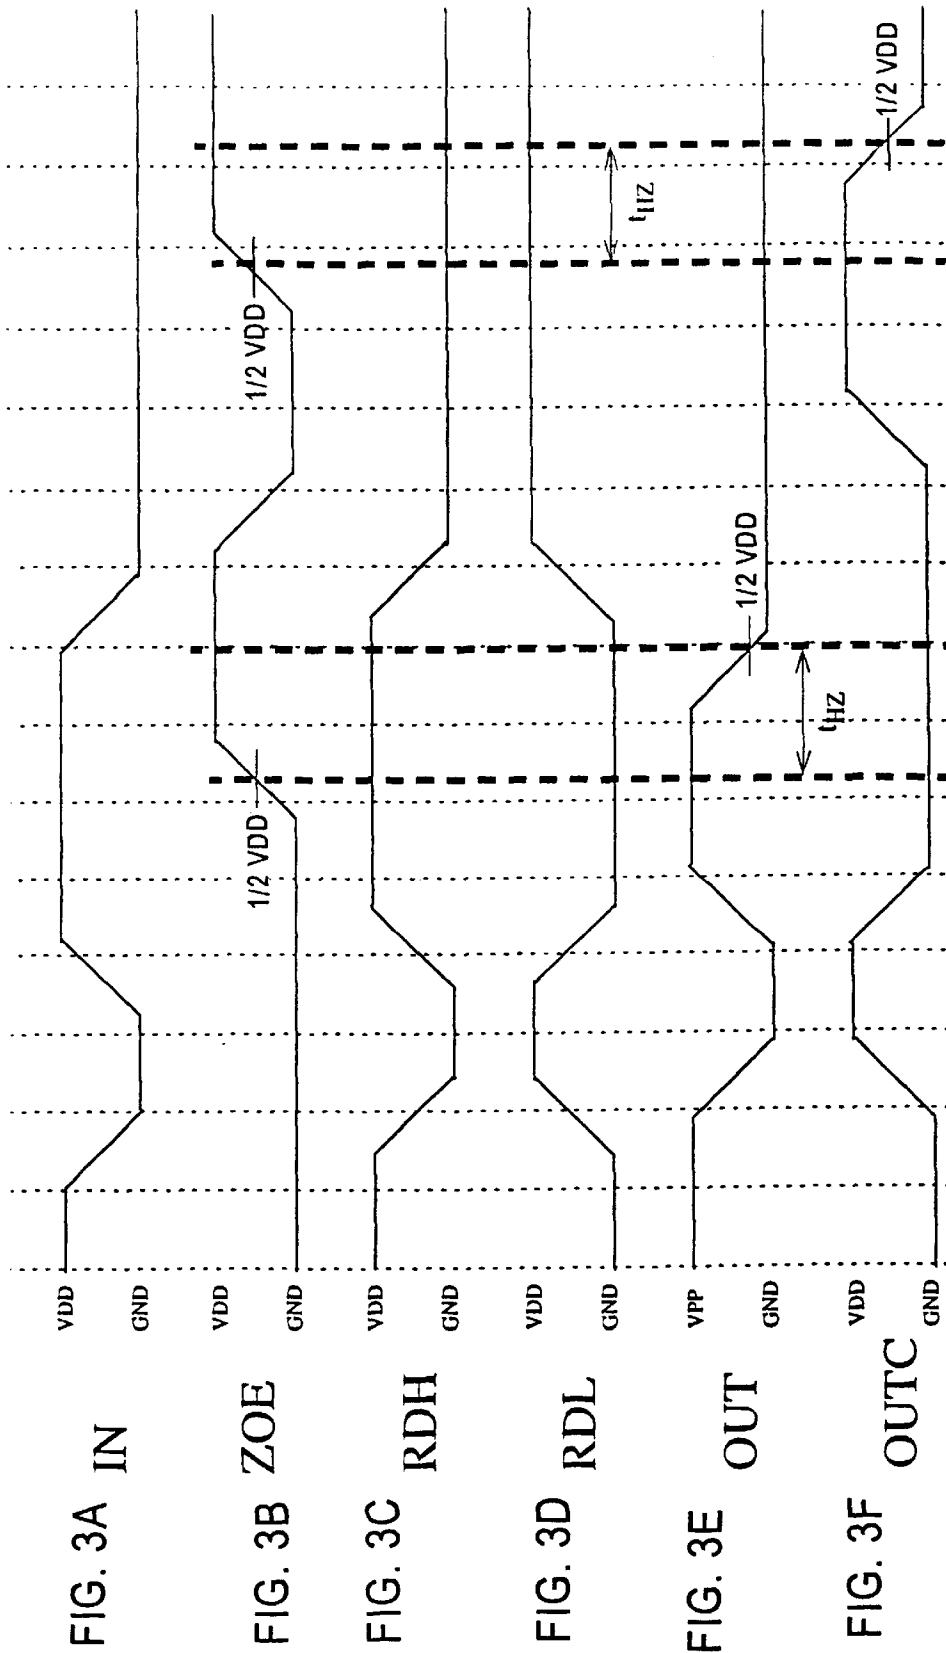 FIG. 3A IN VDD GND
FIG. 3B ZOE VDD GND 1/2 VDD 1/2 VDD
FIG. 3C RDH VDD GND
FIG. 3D RDL VDD GND tHZ
FIG. 3E OUT VPP GND 1/2 VDD
tHZ
FIG. 3F OUTC VDD GND 1/2 VDD